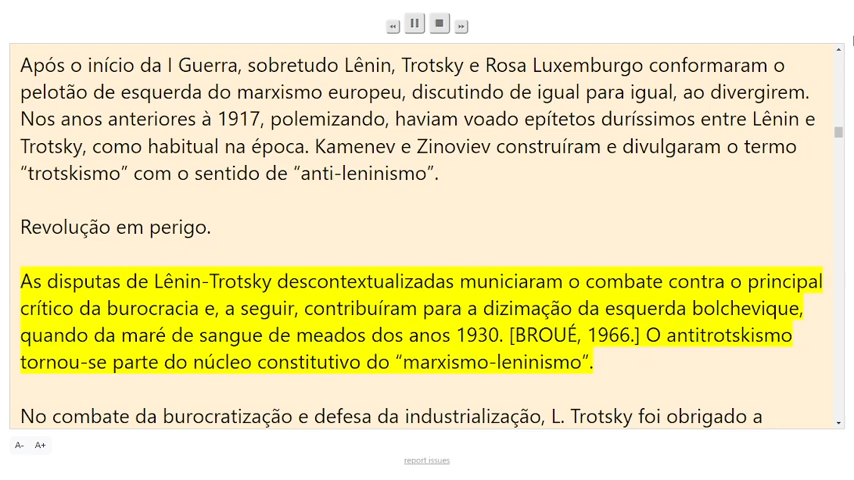 Após o início da I Guerra, sobretudo Lênin, Trotsky e Rosa Luxemburgo conformaram o
pelotão de esquerda do marxismo europeu, discutindo de igual para igual, ao divergirem.
Nos anos anteriores à 1917, polemizando, haviam voado epítetos duríssimos entre Lênin e
Trotsky, como habitual na época. Kamenev e Zinoviev construíram e divulgaram o termo
“trotskismo” com o sentido de “anti-leninismo”.
Revolução em perigo.
As disputas de Lênin-Trotsky descontextualizadas municiaram o combate contra o principal
crítico da burocracia e, a seguir, contribuíram para a dizimação da esquerda bolchevique,
quando da maré de sangue de meados dos anos 1930. [BROUÉ, 1966.] O antitrotskismo
tornou-se parte do núcleo constitutivo do “marxismo-leninismo”.
No combate da burocratização e defesa da industrialização, L. Trotsky foi obrigado a
A- A+
report issues